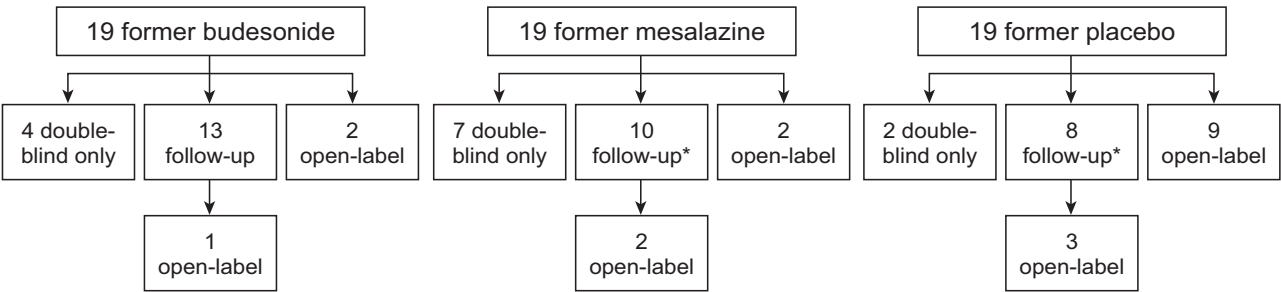 19 former budesonide
4 double-
blind only
13
follow-up
2
open-label
1
open-label
19 former mesalazine
7 double-
blind only
10
follow-up*
2
open-label
2
open-label
19 former placebo
2 double-
blind only
8
follow-up*
9
open-label
3
open-label